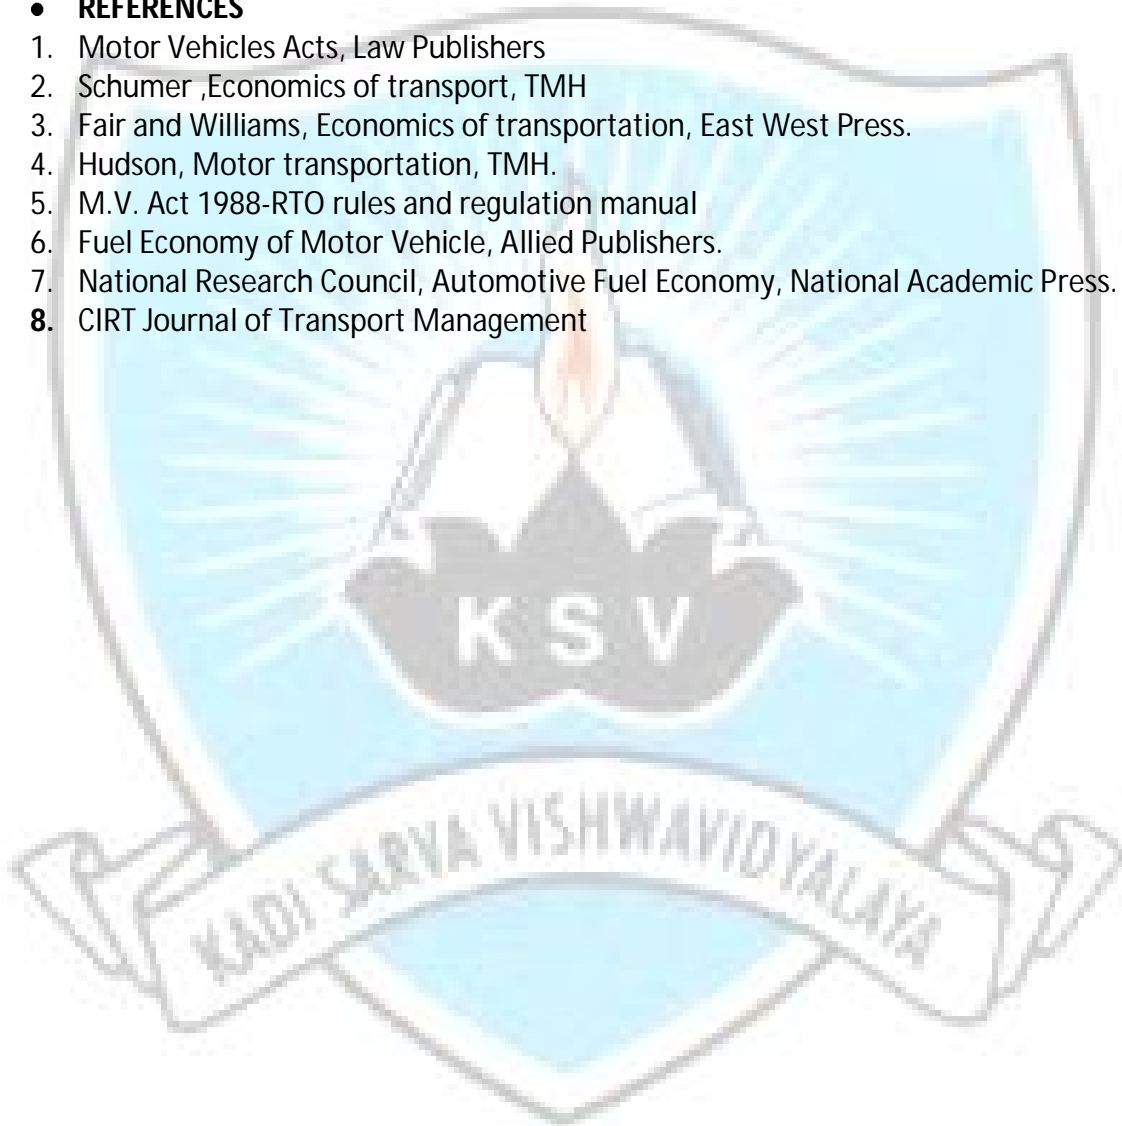 • REFERENCES
1. Motor Vehicles Acts, Law Publishers
2. Schumer ,Economics of transport, TMH
3. Fair and Williams, Economics of transportation, East West Press.
4. Hudson, Motor transportation, TMH.
5. M.V. Act 1988-RTO rules and regulation manual
6. Fuel Economy of Motor Vehicle, Allied Publishers.
7. National Research Council, Automotive Fuel Economy, National Academic Press.
8. CIRT Journal of Transport Management
KSV
KADI SARVA VISHWAVIDYALAYA